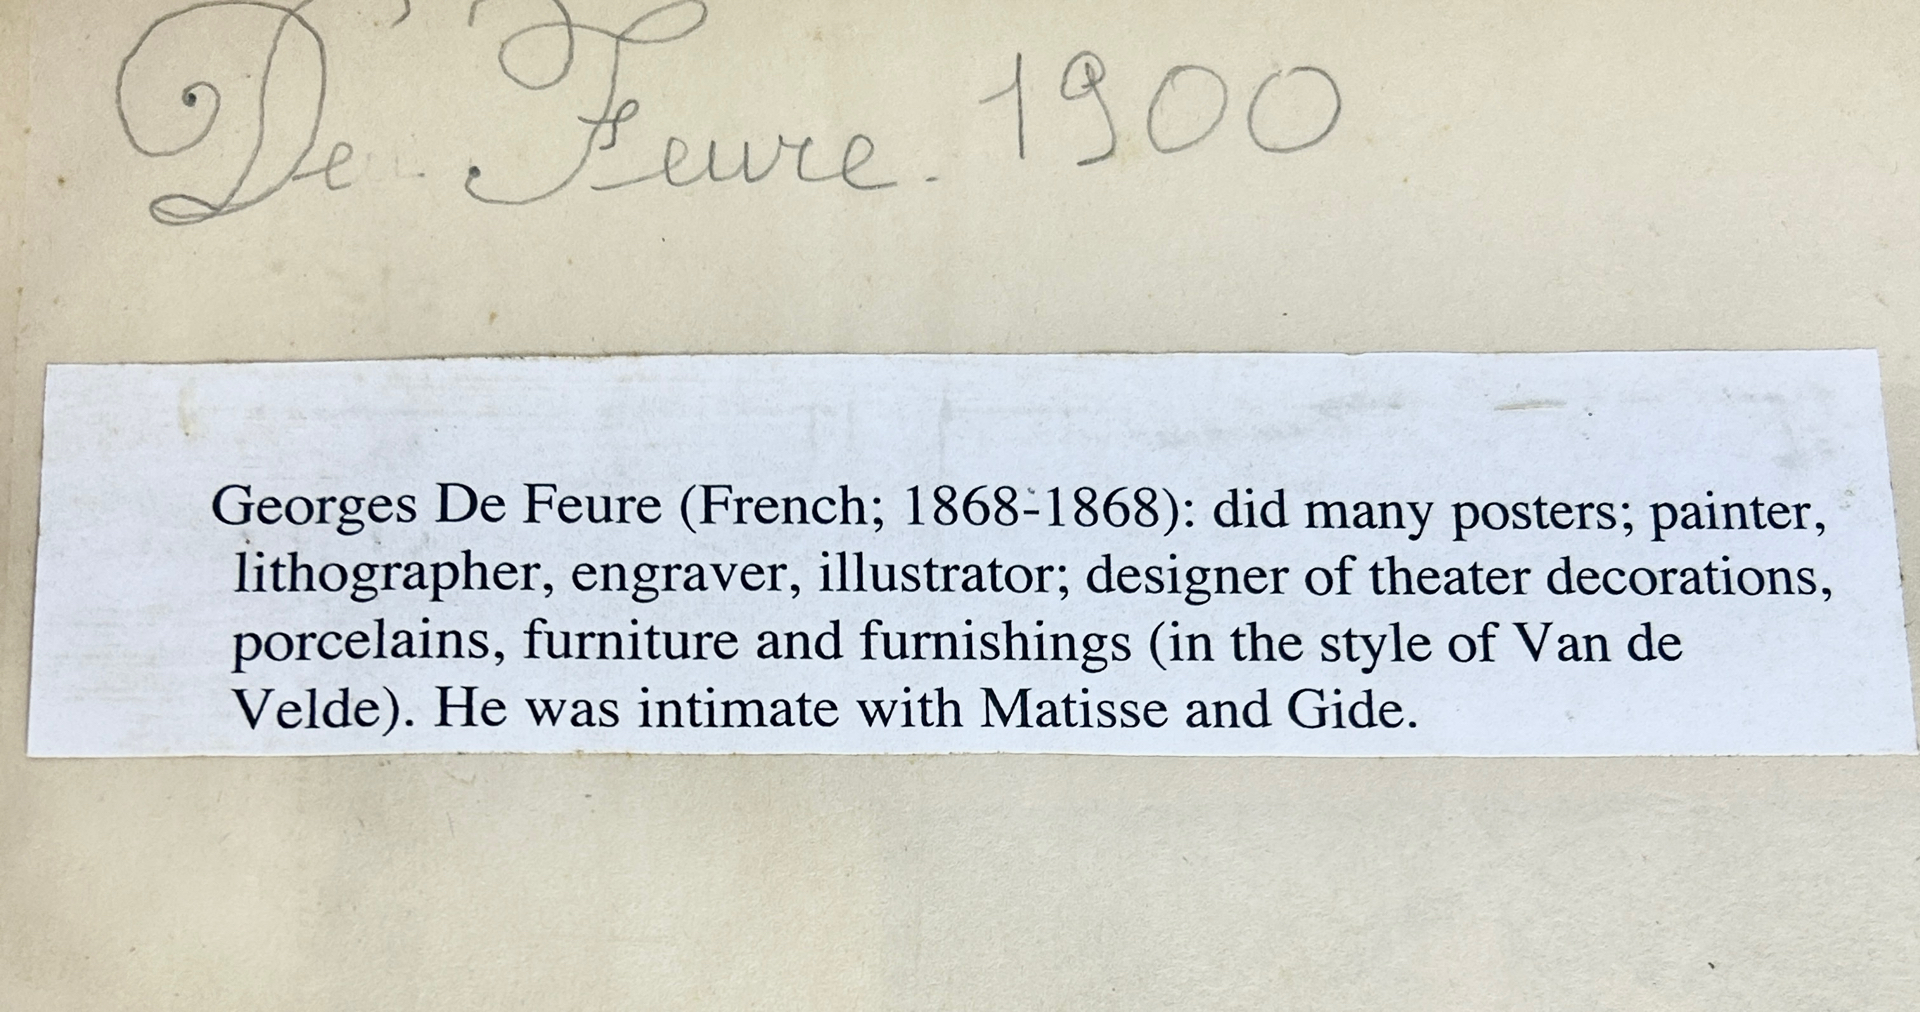 De Feure. 1900
Georges De Feure (French; 1868-1868): did many posters; painter,
lithographer, engraver, illustrator; designer of theater decorations,
porcelains, furniture and furnishings (in the style of Van de
Velde). He was intimate with Matisse and Gide.